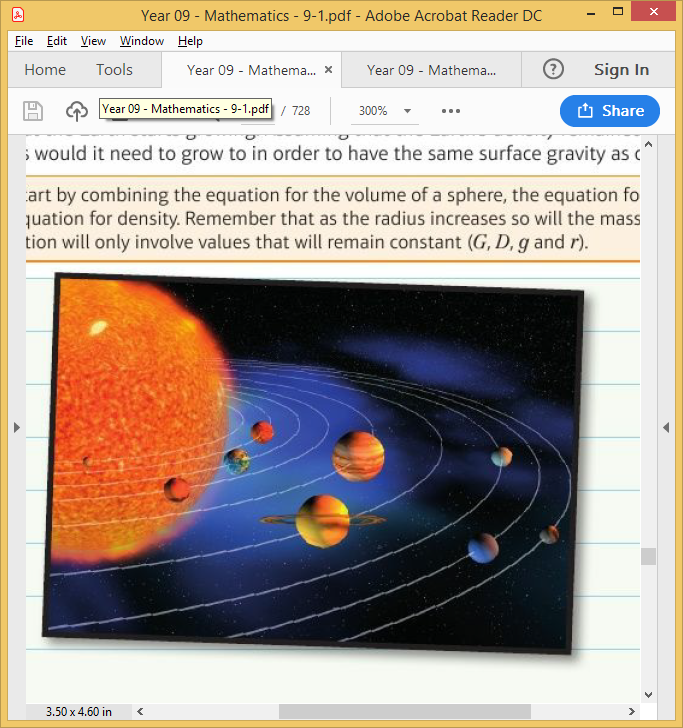 Year 09 - Mathematics - 9-1.pdf - Adobe Acrobat Reader DC
File Edit View Window Help
Home Tools Year 09 - Mathema... × Year 09 - Mathema... ? Sign In
Year 09 - Mathematics - 9-1.pdf / 728 300% ••• Share
s would it need to grow to in order to have the same surface gravity as
art by combining the equation for the volume of a sphere, the equation fo
quation for density. Remember that as the radius increases so will the mass
tion will only involve values that will remain constant (G, D, g and r).
3.50 x 4.60 in